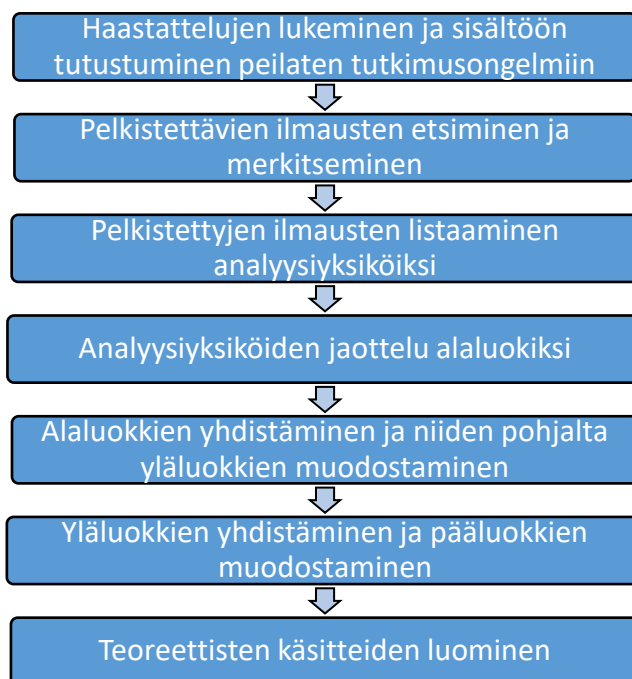 Haastattelujen lukeminen ja sisältöön
tutustuminen peilaten tutkimusongelmiin
Pelkistettävien ilmausten etsiminen ja
merkitseminen
Pelkistettyjen ilmausten listaaminen
analyysiyksiköiksi
Analyysiyksiköiden jaottelu alaluokiksi
Alaluokkien yhdistäminen ja niiden pohjalta
yläluokkien muodostaminen
Yläluokkien yhdistäminen ja pääluokkien
muodostaminen
Teoreettisten käsitteiden luominen